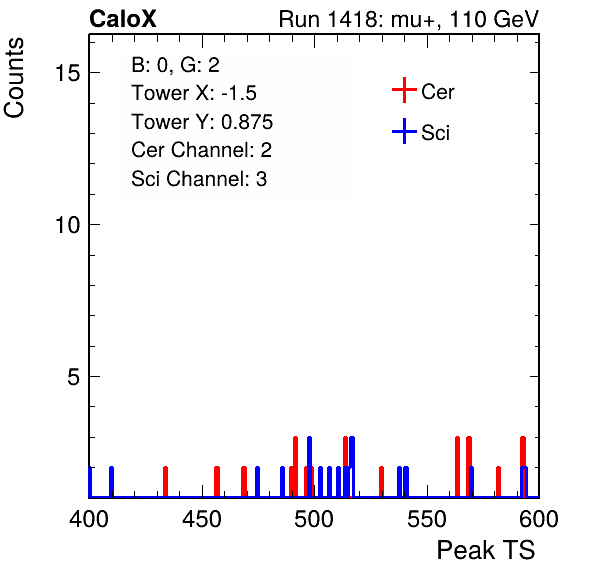 CaloX Run 1418: mu+, 110 GeV
Counts
B: 0, G: 2
Tower X: -1.5
Tower Y: 0.875
Cer Channel: 2
Sci Channel: 3
Cer
Sci
15
10
5
400 450 500 550 600
Peak TS